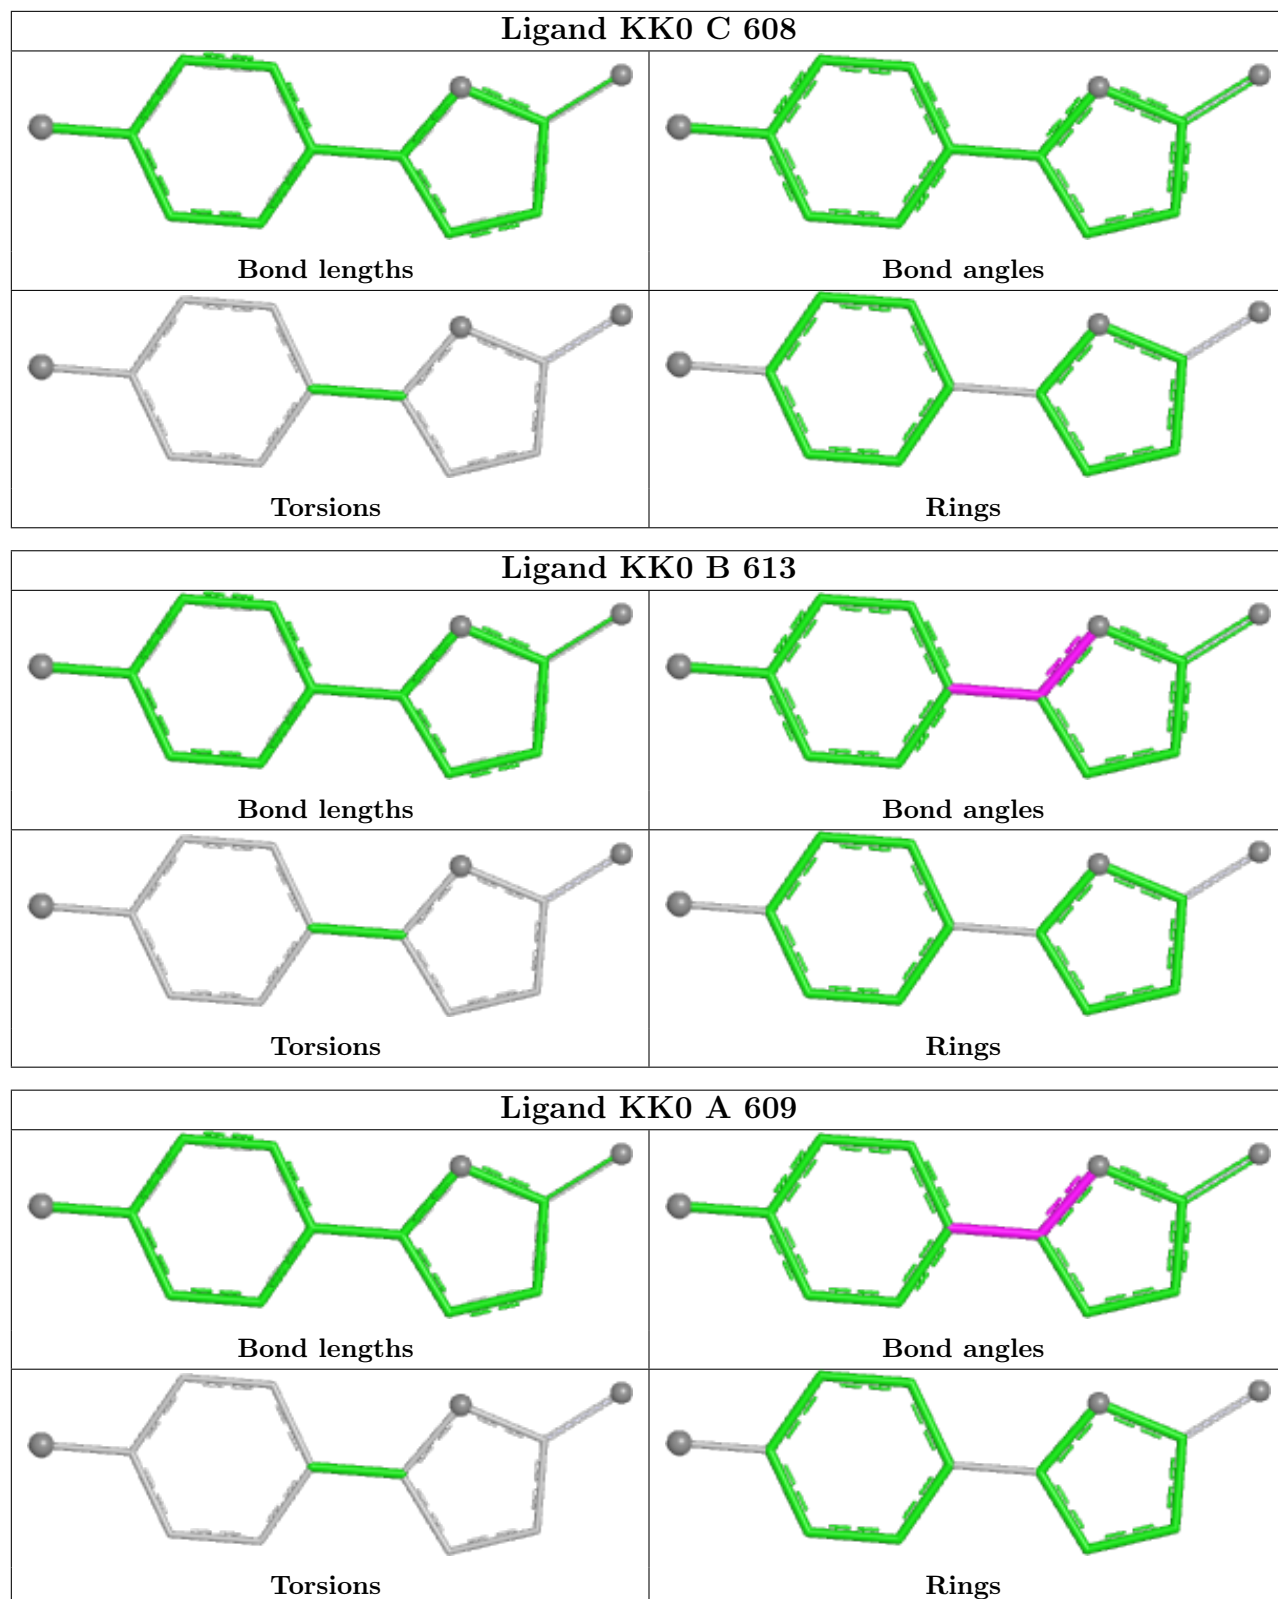 Ligand KK0 C 608
Bond lengths
Bond angles
Torsions
Rings
Ligand KK0 B 613
Bond lengths
Bond angles
Torsions
Rings
Ligand KK0 A 609
Bond lengths
Bond angles
Torsions
Rings